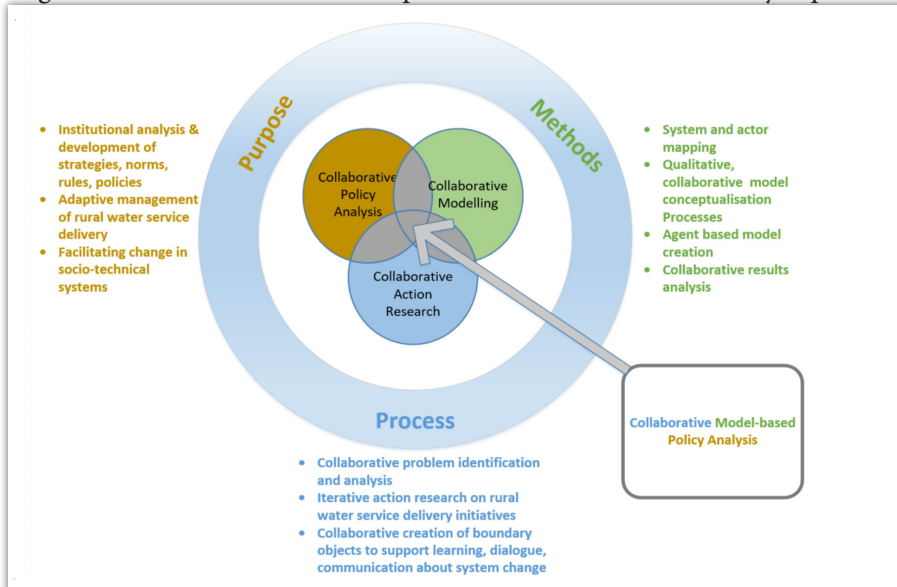 Purpose
Methods
• Institutional analysis &
development of
strategies, norms,
rules, policies
• Adaptive management
of rural water service
delivery
• Facilitating change in
socio-technical
systems
Collaborative
Policy
Analysis
Collaborative
Modelling
Collaborative
Action
Research
• System and actor
mapping
• Qualitative,
collaborative model
conceptualisation
Processes
• Agent based model
creation
• Collaborative results
analysis
Process
• Collaborative problem identification
and analysis
• Iterative action research on rural
water service delivery initiatives
• Collaborative creation of boundary
objects to support learning, dialogue,
communication about system change
Collaborative Model-based
Policy Analysis